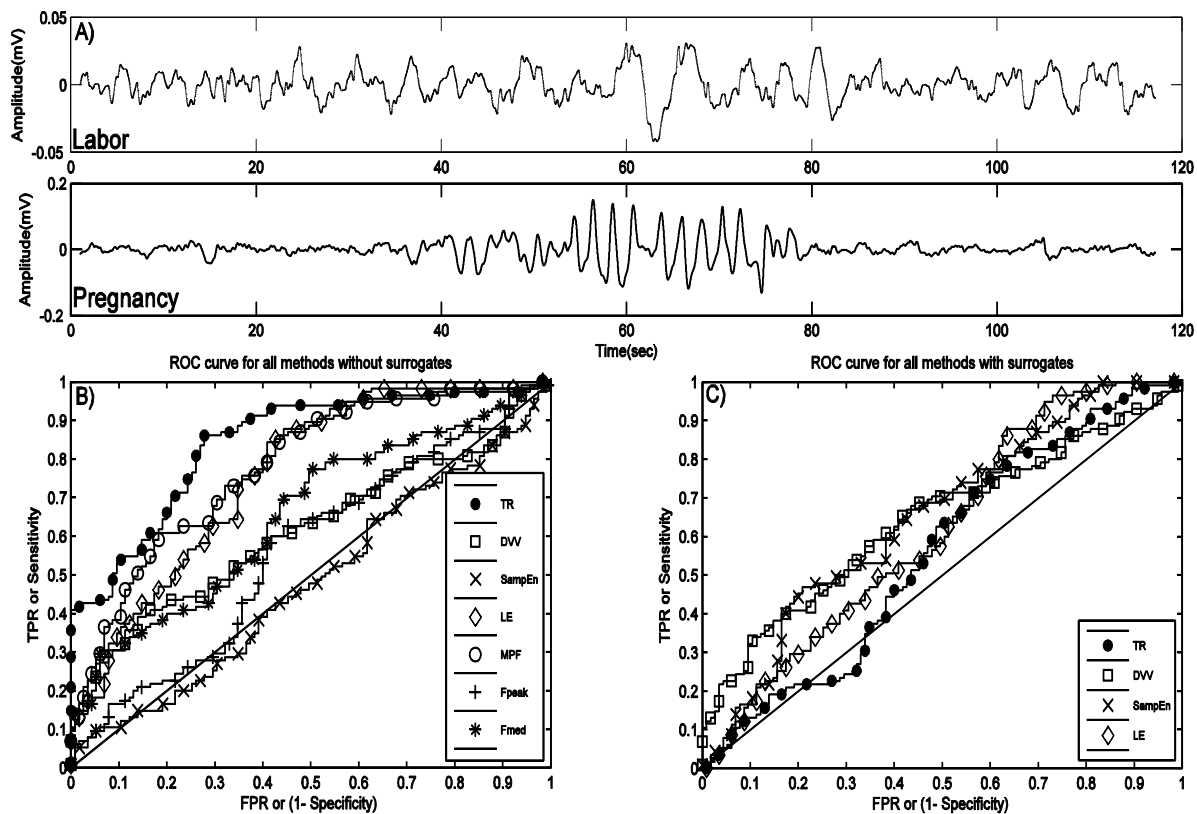 A)
0.05
0
-0.05
Amplitude(mV)
Labor
0 20 40 60 80 100 120
0.2
0
-0.2
Amplitude(mV)
Pregnancy
0 20 40 60 80 100 120
Time(sec)
ROC curve for all methods without surrogates
B)
1
0.9
0.8
0.7
0.6
0.5
0.4
0.3
0.2
0.1
0
TPR or Sensitivity
TR
DVV
SampEn
LE
MPF
Fpeak
Fmed
0 0.1 0.2 0.3 0.4 0.5 0.6 0.7 0.8 0.9 1
FPR or (1- Specificity)
ROC curve for all methods with surrogates
C)
1
0.9
0.8
0.7
0.6
0.5
0.4
0.3
0.2
0.1
0
TPR or Sensitivity
TR
DVV
SampEn
LE
0 0.1 0.2 0.3 0.4 0.5 0.6 0.7 0.8 0.9 1
FPR or (1- Specificity)